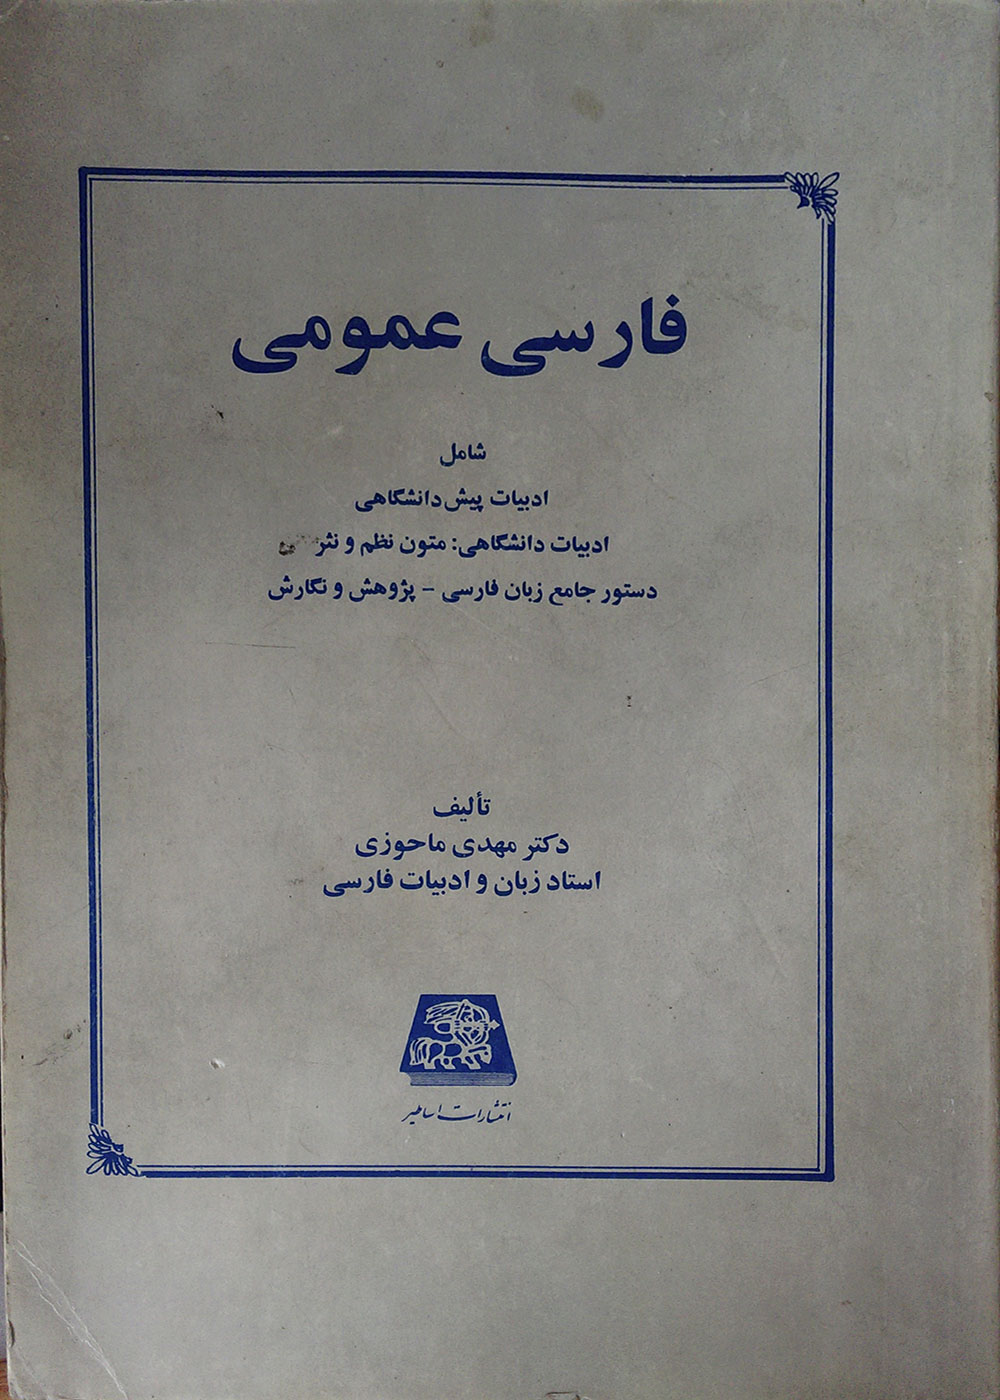 فارسی عمومی
شامل
ادبیات پیش دانشگاهی
ادبیات دانشگاهی: متون نظم و نثر
دستور جامع زبان فارسی - پژوهش و نگارش
تألیف
دکتر مهدی ماحوزی
استاد زبان و ادبیات فارسی
انتشارات اساطیر